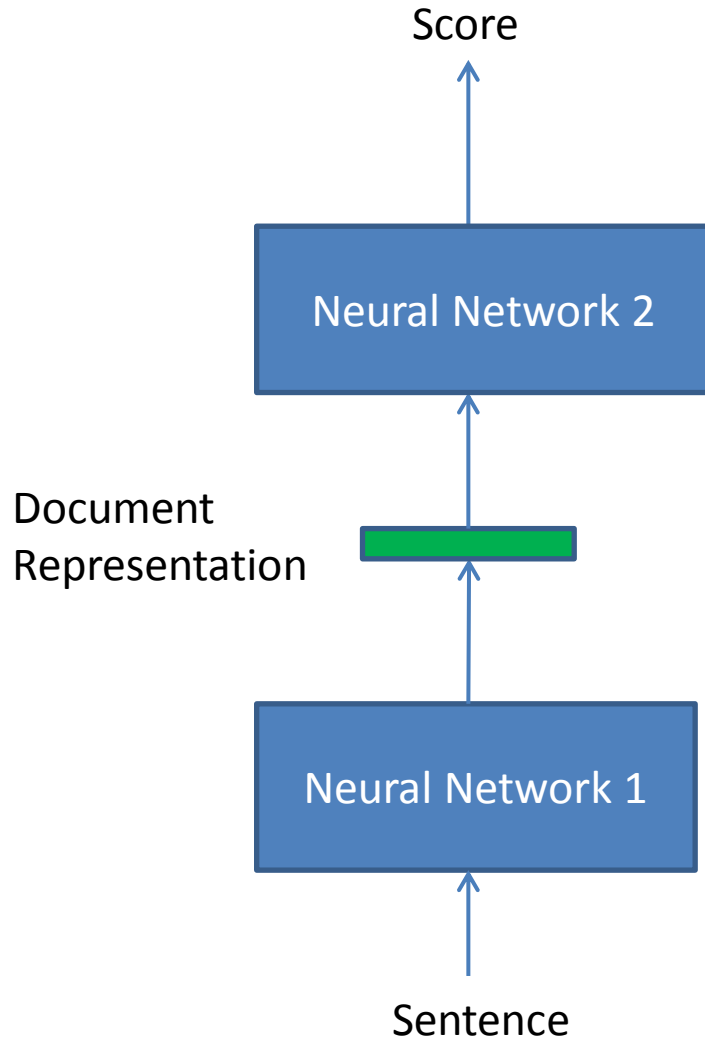 Score
Neural Network 2
Document
Representation
Neural Network 1
Sentence